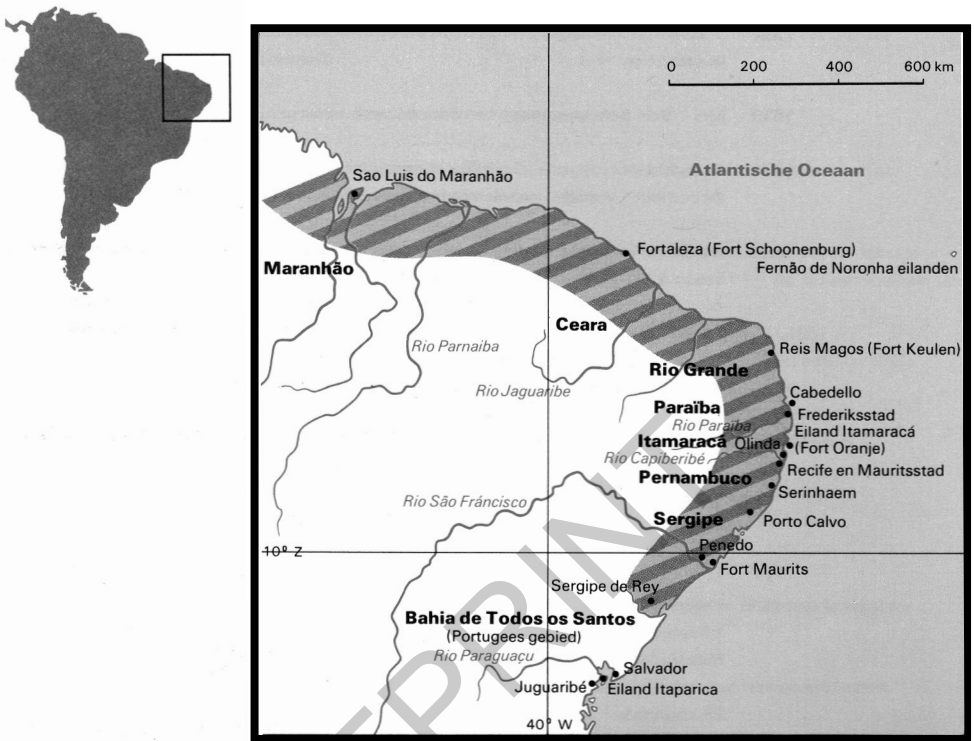 0 200 400 600 km
Atlantische Oceaan
Sao Luis do Maranhão
Fortaleza (Fort Schoonenburg)
Fernão de Noronha eilanden
Maranhão
Ceara
Rio Parnaiba
Reis Magos (Fort Keulen)
Rio Grande
Rio Jaguaribe
Cabedello
Paraïba
Frederiksstad
Rio Paraiba
Eiland Itamaracá
(Fort Oranje)
Itamaracá
Olinda
Rio Capiberibé
Recife en Mauritsstad
Pernambuco
Serinhaem
Rio São Fráncisco
Sergipe
Porto Calvo
Penedo
10° Z
Fort Maurits
Sergipe de Rey
Bahia de Todos os Santos
(Portugees gebied)
Rio Paraguaçu
Salvador
Juguaribé
Eiland Itaparica
40° W